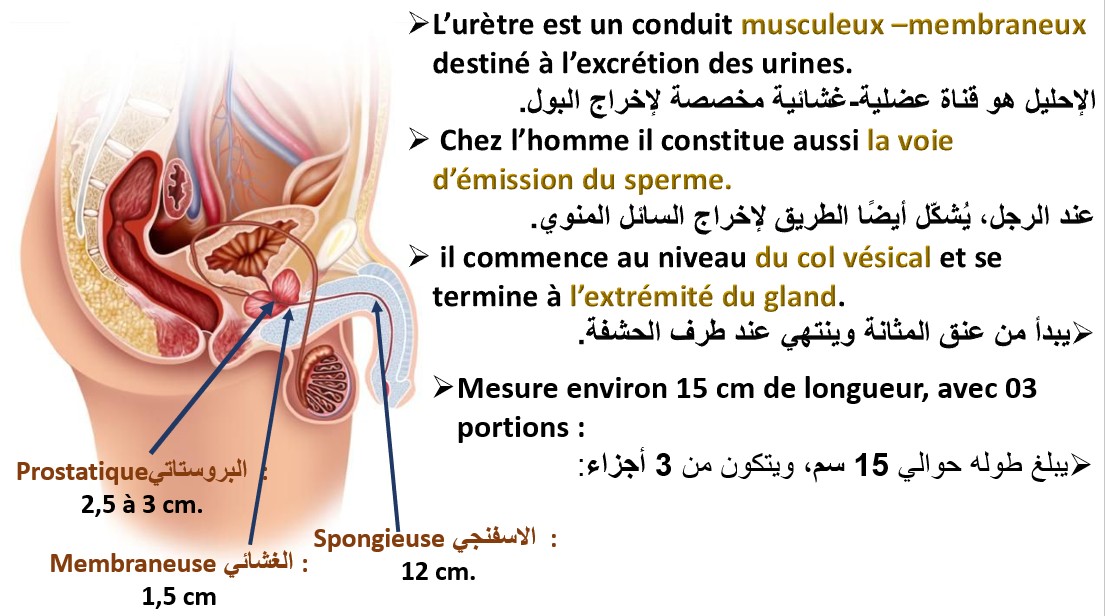 ➢L’urètre est un conduit musculeux –membraneux
destiné à l’excrétion des urines.
الإحليل هو قناة عضلية-غشائية مخصصة لإخراج البول.
➢ Chez l’homme il constitue aussi la voie
d’émission du sperme.
عند الرجل، يُشكّل أيضًا الطريق لإخراج السائل المنوي.
➢ il commence au niveau du col vésical et se
termine à l’extrémité du gland.
➢يبدأ من عنق المثانة وينتهي عند طرف الحشفة.
➢Mesure environ 15 cm de longueur, avec 03
portions :
➢يبلغ طوله حوالي 15 سم، ويتكون من 3 أجزاء:
Prostatique البروستاتي :
2,5 à 3 cm.
Membraneuse الغشائي :
1,5 cm
Spongieuse الاسفنجي :
12 cm.